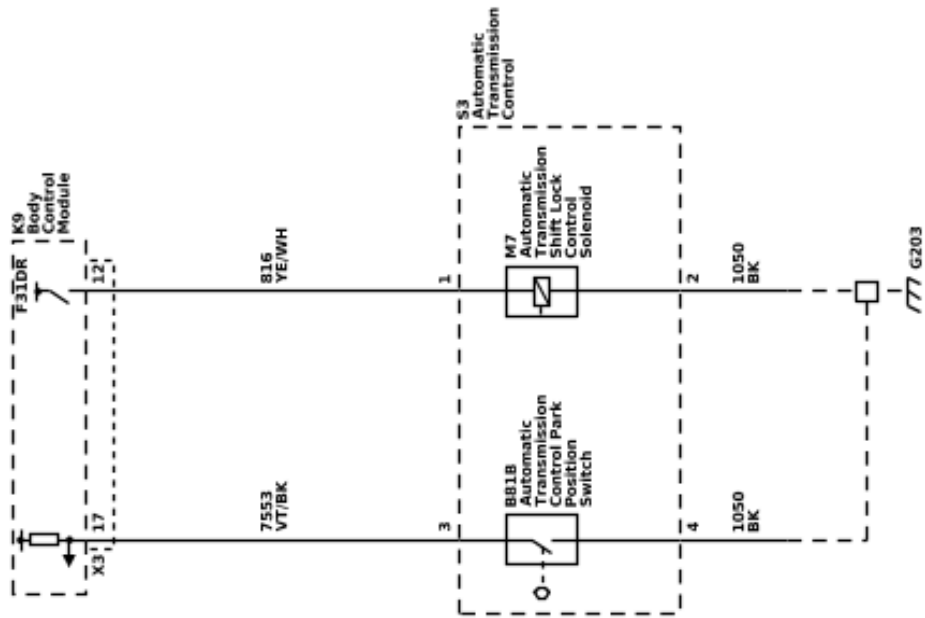 K9
Body
Control
Module
F31DR
12
17
X3
816
YE/WH
7553
VT/BK
S3
Automatic
Transmission
Control
1
3
M7
Automatic
Transmission
Shift Lock
Control
Solenoid
B81B
Automatic
Transmission
Control Park
Position
Switch
2
4
1050
BK
1050
BK
G203